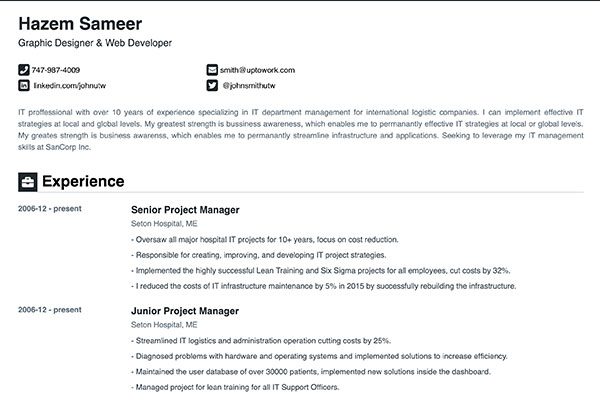 Hazem Sameer
Graphic Designer & Web Developer
747-987-4009
smith@uptowork.com
linkedin.com/johnutw
@johnsmithutw
IT proffessional with over 10 years of experience specializing in IT department management for international logistic companies. I can implement effective IT
strategies at local and global levels. My greatest strength is bussiness awareness, which enables me to permanantly effective IT strategies at local or global levels.
My greates strength is business awareness, which enables me to permanantly streamline infrastructure and applications. Seeking to leverage my IT management
skills at SanCorp Inc.
Experience
2006-12 - present
Senior Project Manager
Seton Hospital, ME
- Oversaw all major hospital IT projects for 10+ years, focus on cost reduction.
- Responsible for creating, improving, and developing IT project strategies.
- Implemented the highly successful Lean Training and Six Sigma projects for all employees, cut costs by 32%.
- I reduced the costs of IT infrastructure maintenance by 5% in 2015 by successfully rebuilding the infrastructure.
2006-12 - present
Junior Project Manager
Seton Hospital, ME
- Streamlined IT logistics and administration operation cutting costs by 25%.
- Diagnosed problems with hardware and operating systems and implemented solutions to increase efficiency.
- Maintained the user database of over 30000 patients, implemented new solutions inside the dashboard.
- Managed project for lean training for all IT Support Officers.